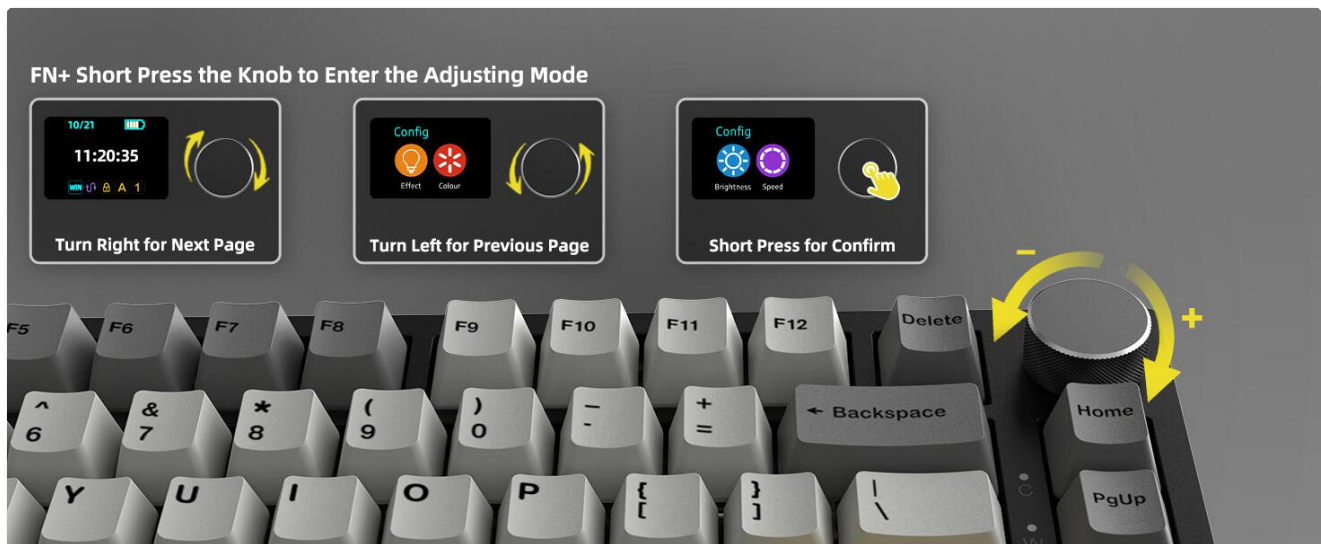 FN+ Short Press the Knob to Enter the Adjusting Mode
10/21
11:20:35
WIN A 1
Turn Right for Next Page
Config
Effect Colour
Turn Left for Previous Page
Config
Brightness Speed
Short Press for Confirm
−
+
F5 F6 F7 F8 F9 F10 F11 F12 Delete
^ & * ( ) — +
6 7 8 9 0 - = ← Backspace Home
Y U I O P { } |
[ ] \ PgUp
C
W